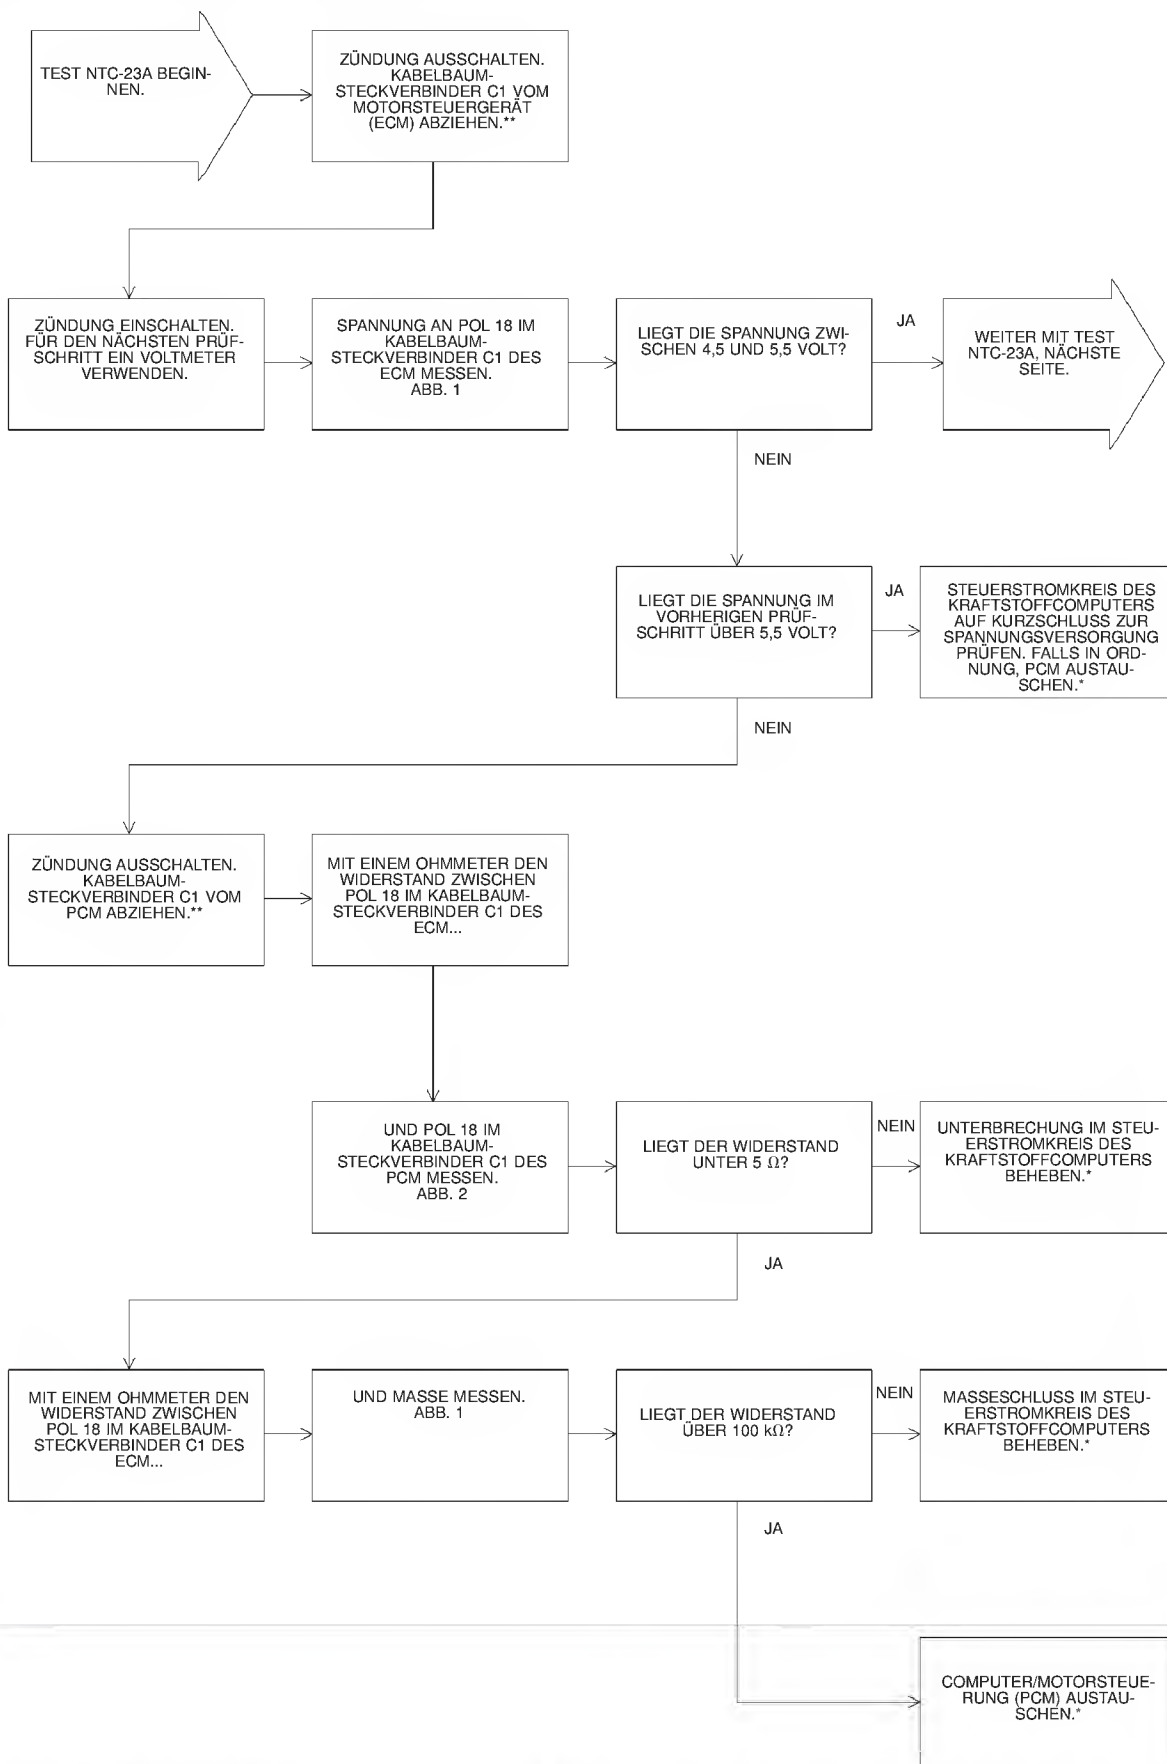 TEST NTC-23A BEGIN-
NEN.
ZÜNDUNG AUSSCHALTEN.
KABELBAUM-
STECKVERBINDER C1 VOM
MOTORSTEUERGERÄT
(ECM) ABZIEHEN.**
ZÜNDUNG EINSCHALTEN.
FÜR DEN NÄCHSTEN PRÜF-
SCHRITT EIN VOLTMETER
VERWENDEN.
SPANNUNG AN POL 18 IM
KABELBAUM-
STECKVERBINDER C1 DES
ECM MESSEN.
ABB. 1
LIEGT DIE SPANNUNG ZWI-
SCHEN 4,5 UND 5,5 VOLT?
JA
WEITER MIT TEST
NTC-23A, NÄCHSTE
SEITE.
NEIN
LIEGT DIE SPANNUNG IM
VORHERIGEN PRÜF-
SCHRITT ÜBER 5,5 VOLT?
JA
STEUERSTROMKREIS DES
KRAFTSTOFFCOMPUTERS
AUF KURZSCHLUSS ZUR
SPANNUNGSVERSORGUNG
PRÜFEN. FALLS IN ORD-
NUNG, PCM AUSTAU-
SCHEN.*
NEIN
ZÜNDUNG AUSSCHALTEN.
KABELBAUM-
STECKVERBINDER C1 VOM
PCM ABZIEHEN.**
MIT EINEM OHMMETER DEN
WIDERSTAND ZWISCHEN
POL 18 IM KABELBAUM-
STECKVERBINDER C1 DES
ECM...
UND POL 18 IM
KABELBAUM-
STECKVERBINDER C1 DES
PCM MESSEN.
ABB. 2
LIEGT DER WIDERSTAND
UNTER 5 Ω?
NEIN
UNTERBRECHUNG IM STEU-
ERSTROMKREIS DES
KRAFTSTOFFCOMPUTERS
BEHEBEN.*
JA
MIT EINEM OHMMETER DEN
WIDERSTAND ZWISCHEN
POL 18 IM KABELBAUM-
STECKVERBINDER C1 DES
ECM...
UND MASSE MESSEN.
ABB. 1
LIEGT DER WIDERSTAND
ÜBER 100 kΩ?
NEIN
MASSESCHLUSS IM STEU-
ERSTROMKREIS DES
KRAFTSTOFFCOMPUTERS
BEHEBEN.*
JA
COMPUTER/MOTORSTEUE-
RUNG (PCM) AUSTAU-
SCHEN.*